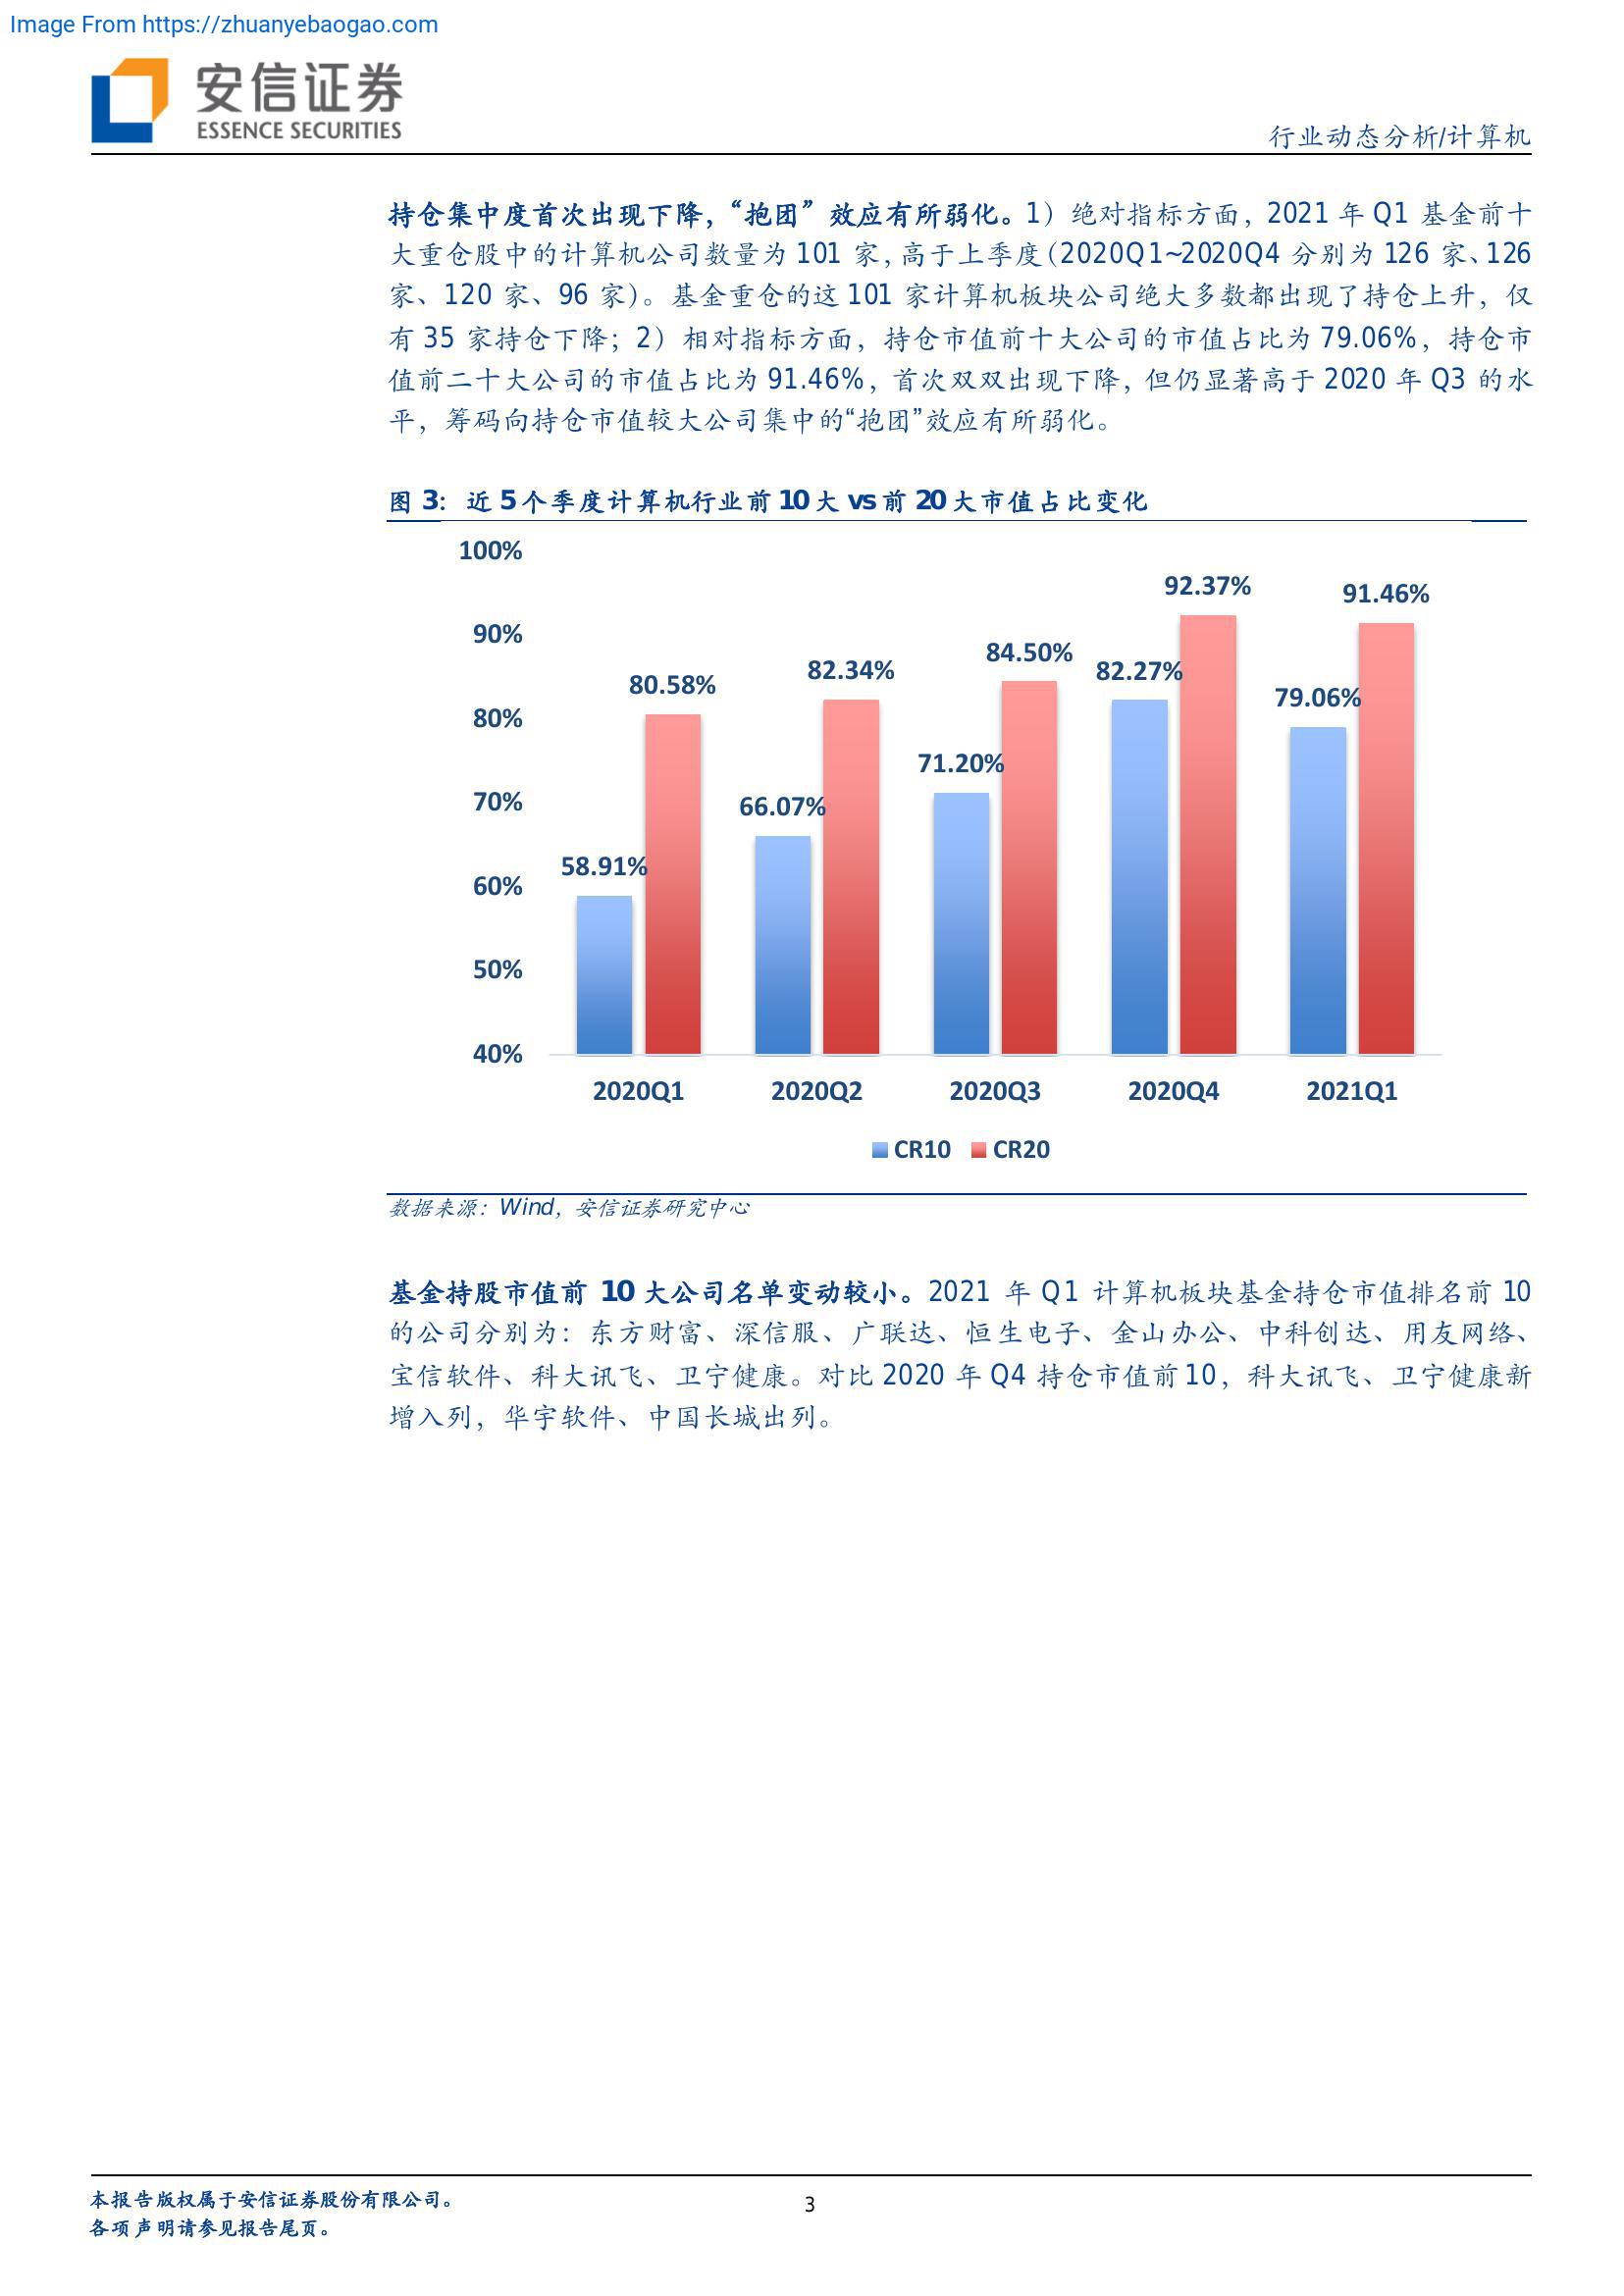 Image From https://zhuanyebaogao.com
安信证券
ESSENCE SECURITIES
行业动态分析/计算机
持仓集中度首次出现下降，“抱团”效应有所弱化。1）绝对指标方面，2021 年 Q1 基金前十
大重仓股中的计算机公司数量为 101 家，高于上季度（2020Q1~2020Q4 分别为 126 家、126
家、120 家、96 家）。基金重仓的这 101 家计算机板块公司绝大多数都出现了持仓上升，仅
有 35 家持仓下降；2）相对指标方面，持仓市值前十大公司的市值占比为 79.06%，持仓市
值前二十大公司的市值占比为 91.46%，首次双双出现下降，但仍显著高于 2020 年 Q3 的水
平，筹码向持仓市值较大公司集中的“抱团”效应有所弱化。
图 3：近 5 个季度计算机行业前 10 大 vs 前 20 大市值占比变化
100%
90%
80%
70%
60%
50%
40%
58.91%
80.58%
66.07%
82.34%
71.20%
84.50%
82.27%
92.37%
79.06%
91.46%
2020Q1 2020Q2 2020Q3 2020Q4 2021Q1
CR10 CR20
数据来源：Wind，安信证券研究中心
基金持股市值前 10 大公司名单变动较小。2021 年 Q1 计算机板块基金持仓市值排名前 10
的公司分别为：东方财富、深信服、广联达、恒生电子、金山办公、中科创达、用友网络、
宝信软件、科大讯飞、卫宁健康。对比 2020 年 Q4 持仓市值前 10，科大讯飞、卫宁健康新
增入列，华宇软件、中国长城出列。
本报告版权属于安信证券股份有限公司。
各项声明请参见报告尾页。
3